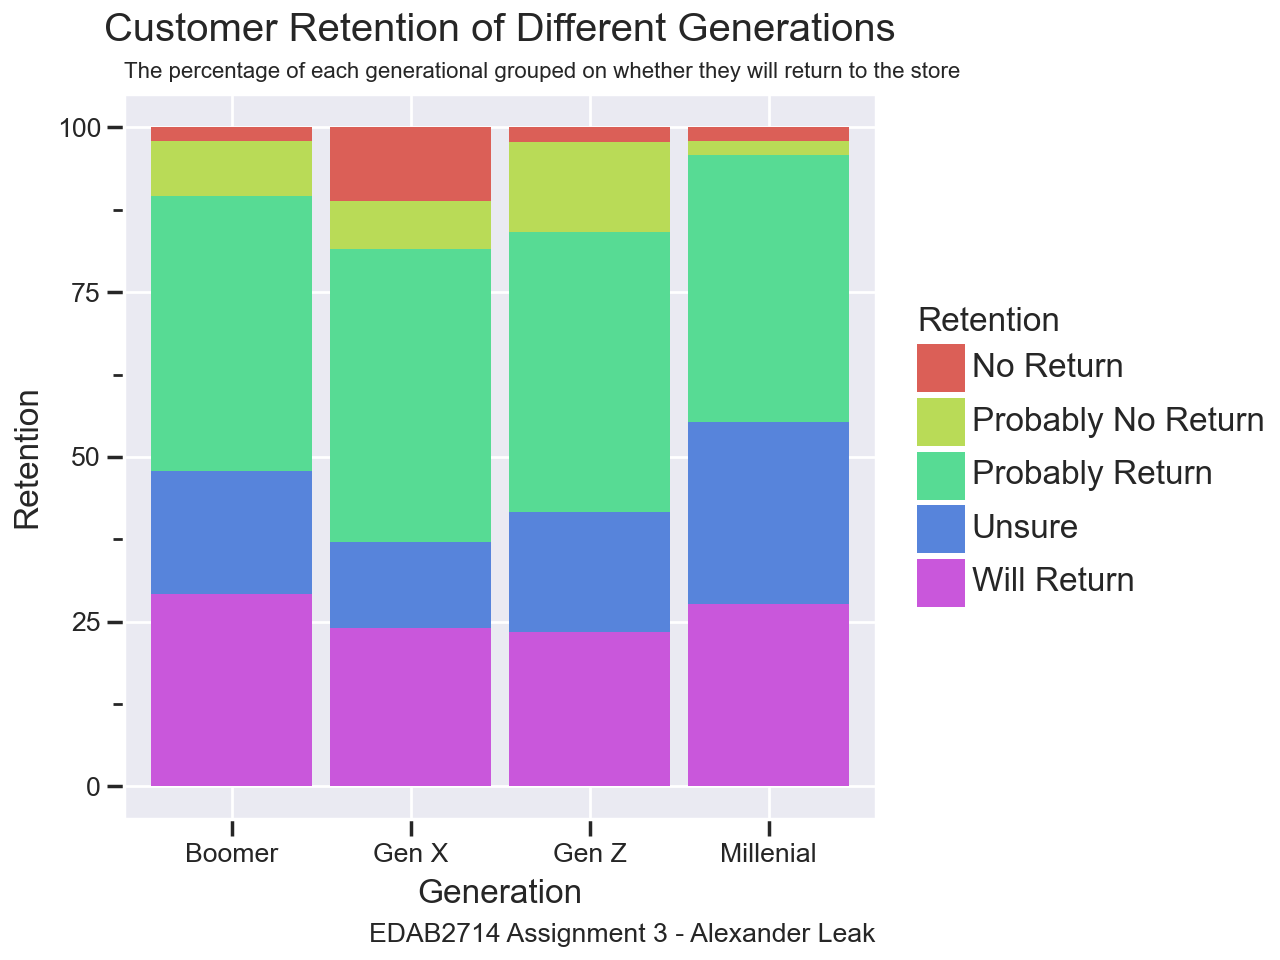 Customer Retention of Different Generations
The percentage of each generational grouped on whether they will return to the store
100
75
50
25
0
Retention
Boomer Gen X Gen Z Millenial
Generation
EDAB2714 Assignment 3 - Alexander Leak
Retention
No Return
Probably No Return
Probably Return
Unsure
Will Return